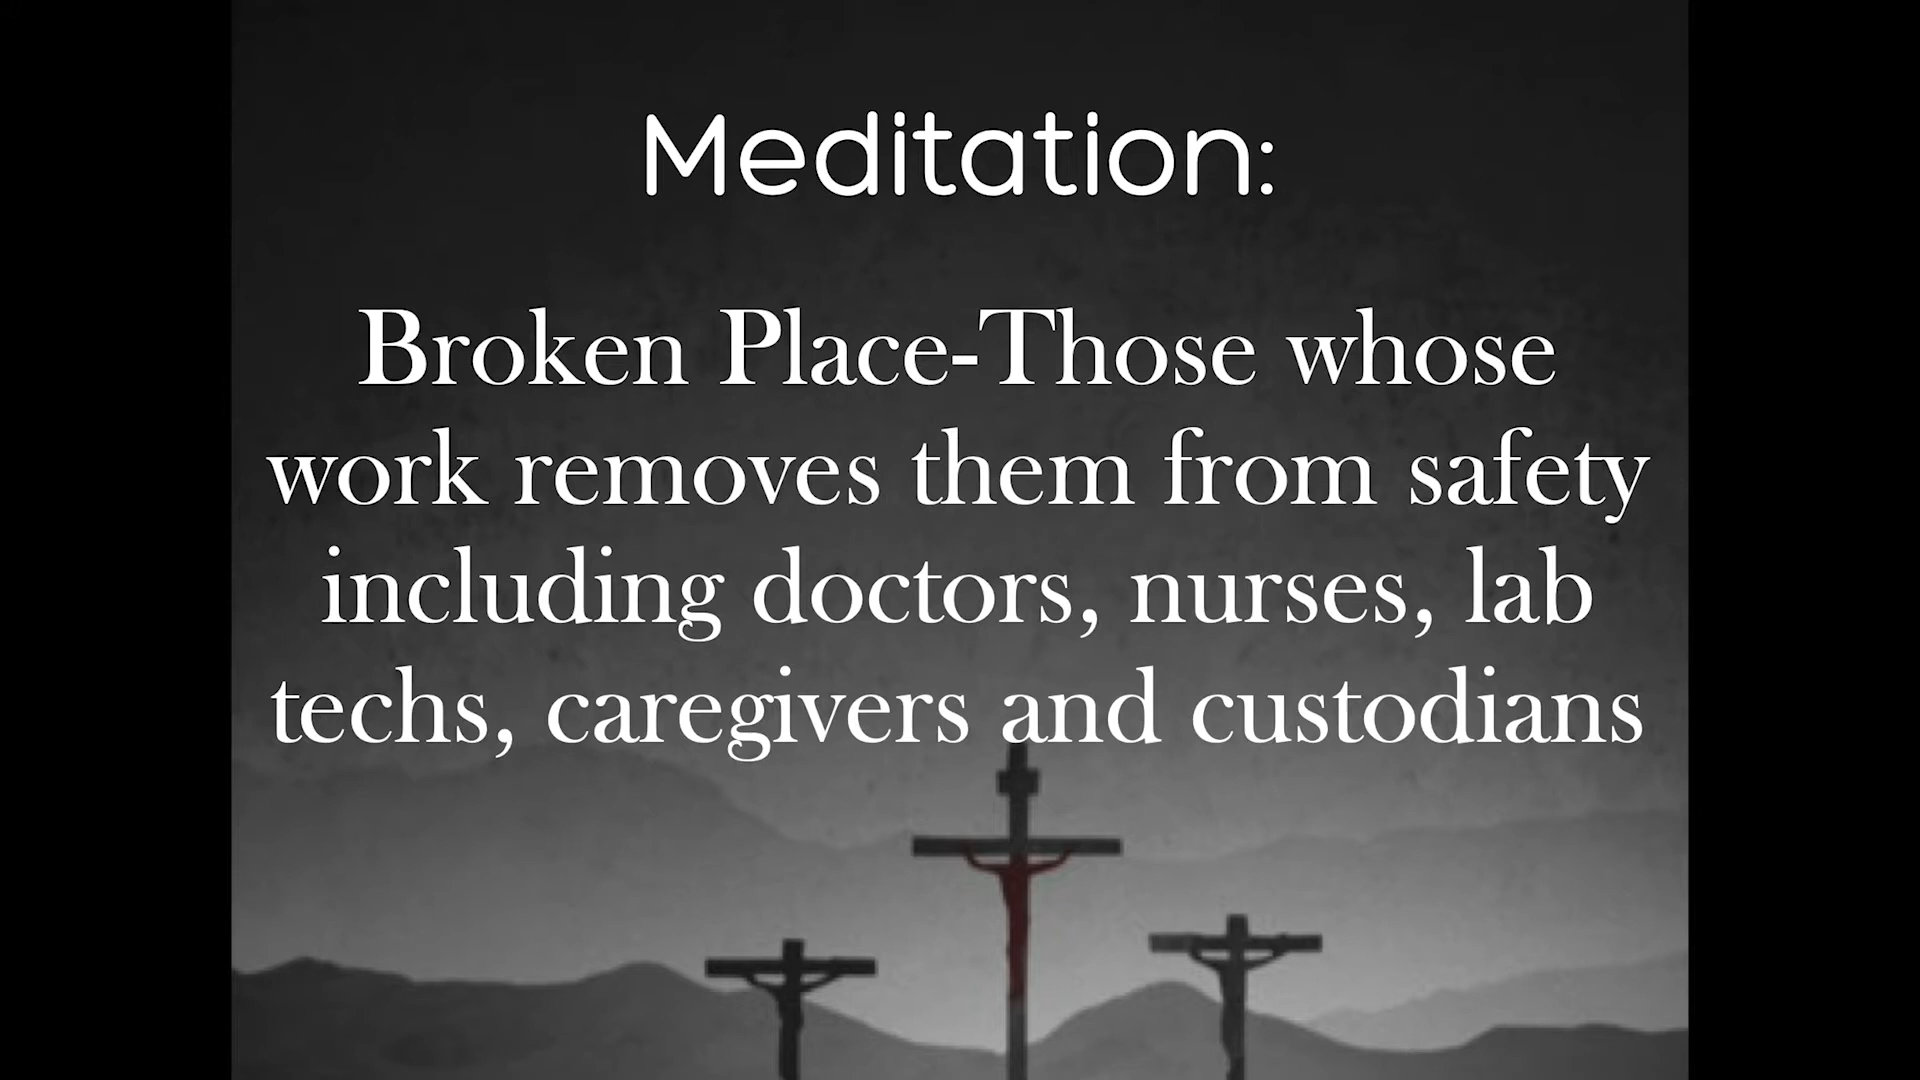 Meditation:
Broken Place-Those whose
work removes them from safety
including doctors, nurses, lab
techs, caregivers and custodians